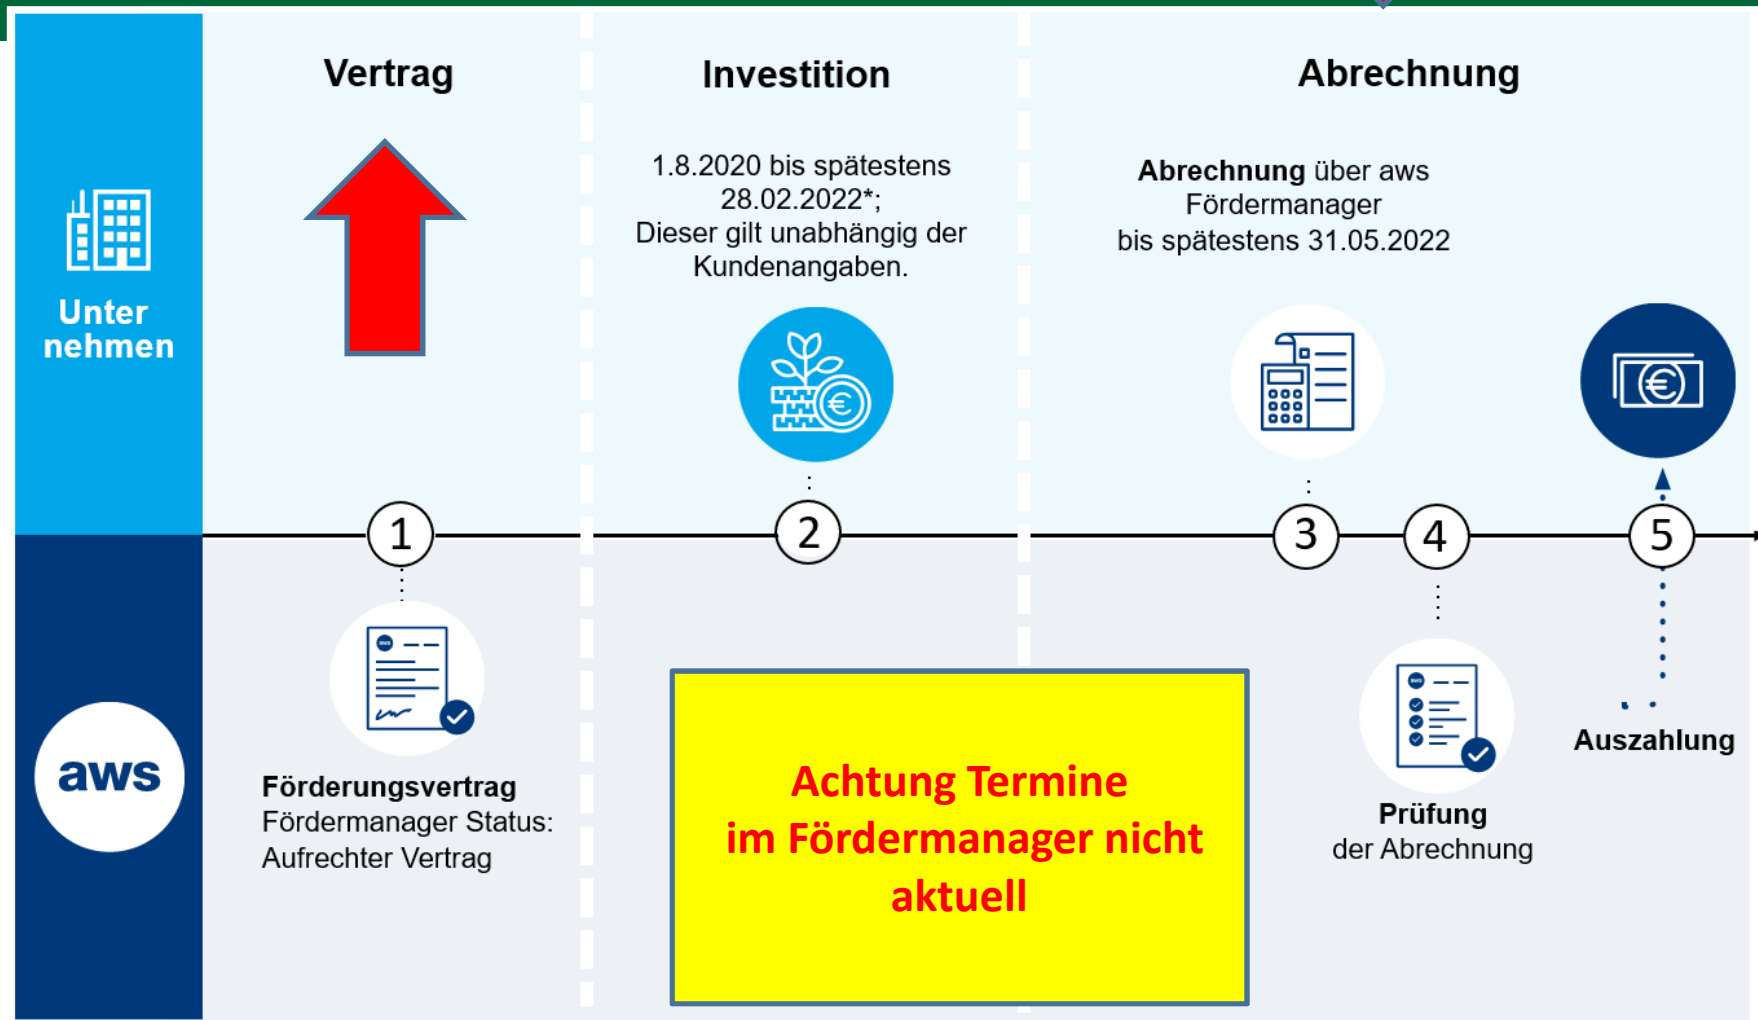 Vertrag
Investition
Abrechnung
1.8.2020 bis spätestens
28.02.2022*;
Dieser gilt unabhängig der
Kundenangaben.
Abrechnung über aws
Fördermanager
bis spätestens 31.05.2022
Unter
nehmen
1
2
3
4
5
aws
Förderungsvertrag
Fördermanager Status:
Aufrechter Vertrag
Achtung Termine
im Fördermanager nicht
aktuell
Prüfung
der Abrechnung
Auszahlung